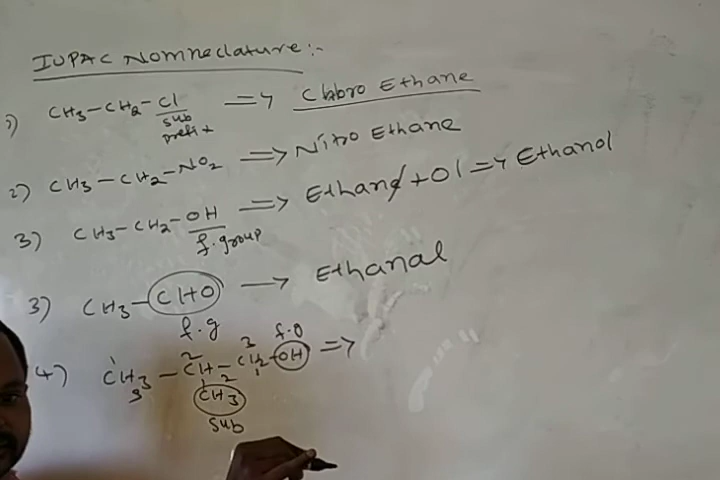 IUPAC Nomneclature:-
1) CH3-CH2-Cl => Chloro Ethane
sub
prefix
2) CH3-CH2-NO2 => Nitro Ethane
3) CH3-CH2-OH => Ethane+Ol => Ethanol
f.group
3) CH3-CHO → Ethanal
f.g
1 2 3 f.g
4) CH3-CH-CH2-OH =>
3 2 1
CH3
sub